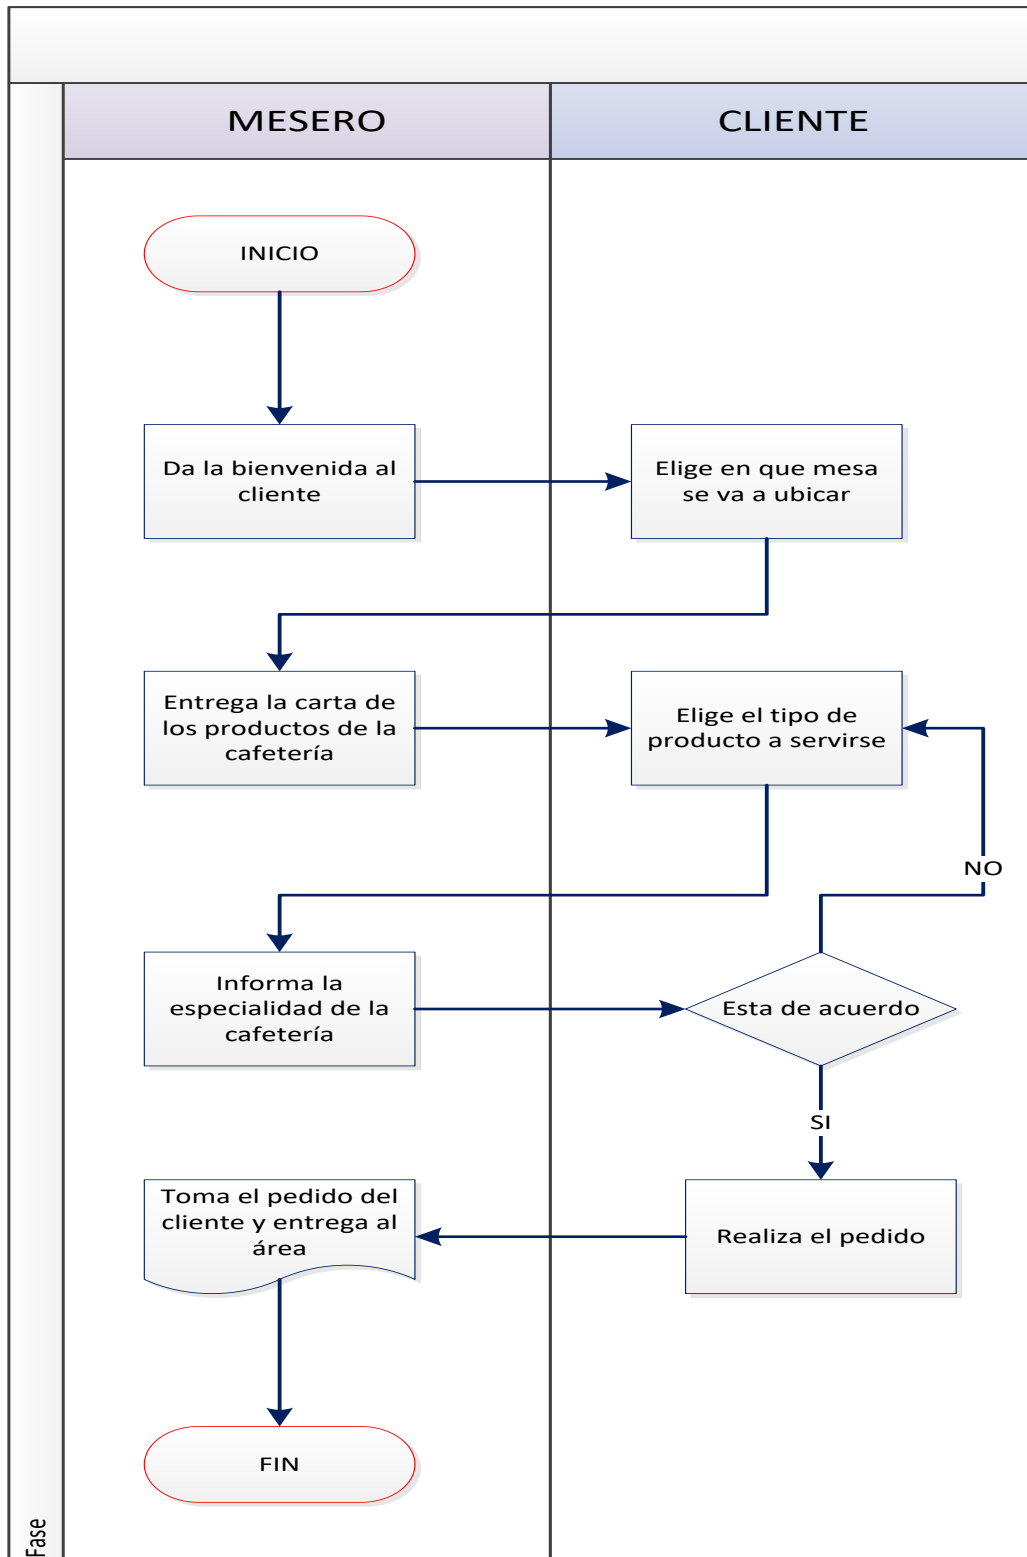 MESERO
CLIENTE
INICIO
Da la bienvenida al
cliente
Elige en que mesa
se va a ubicar
Entrega la carta de
los productos de la
cafetería
Elige el tipo de
producto a servirse
NO
Informa la
especialidad de la
cafetería
Esta de acuerdo
SI
Toma el pedido del
cliente y entrega al
área
Realiza el pedido
FIN
Fase